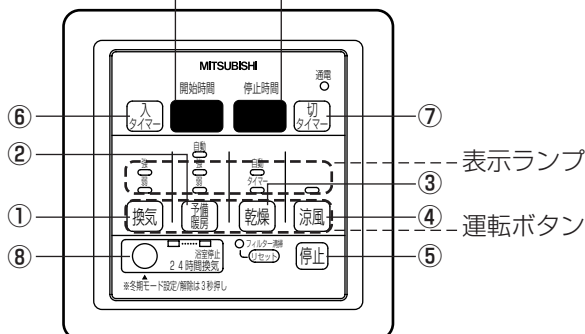 MITSUBISHI
開始時間 停止時間 通電
⑥ 入タイマー 切タイマー ⑦
②
自動
強 強 自動
弱 弱 タイマー
表示ランプ
③
① 換気 予備暖房 乾燥 涼風 ④
運転ボタン
⑧ 浴室停止 フィルター清掃 停止 ⑤
24時間換気 リセット
※冬期モード設定/解除は3秒押し